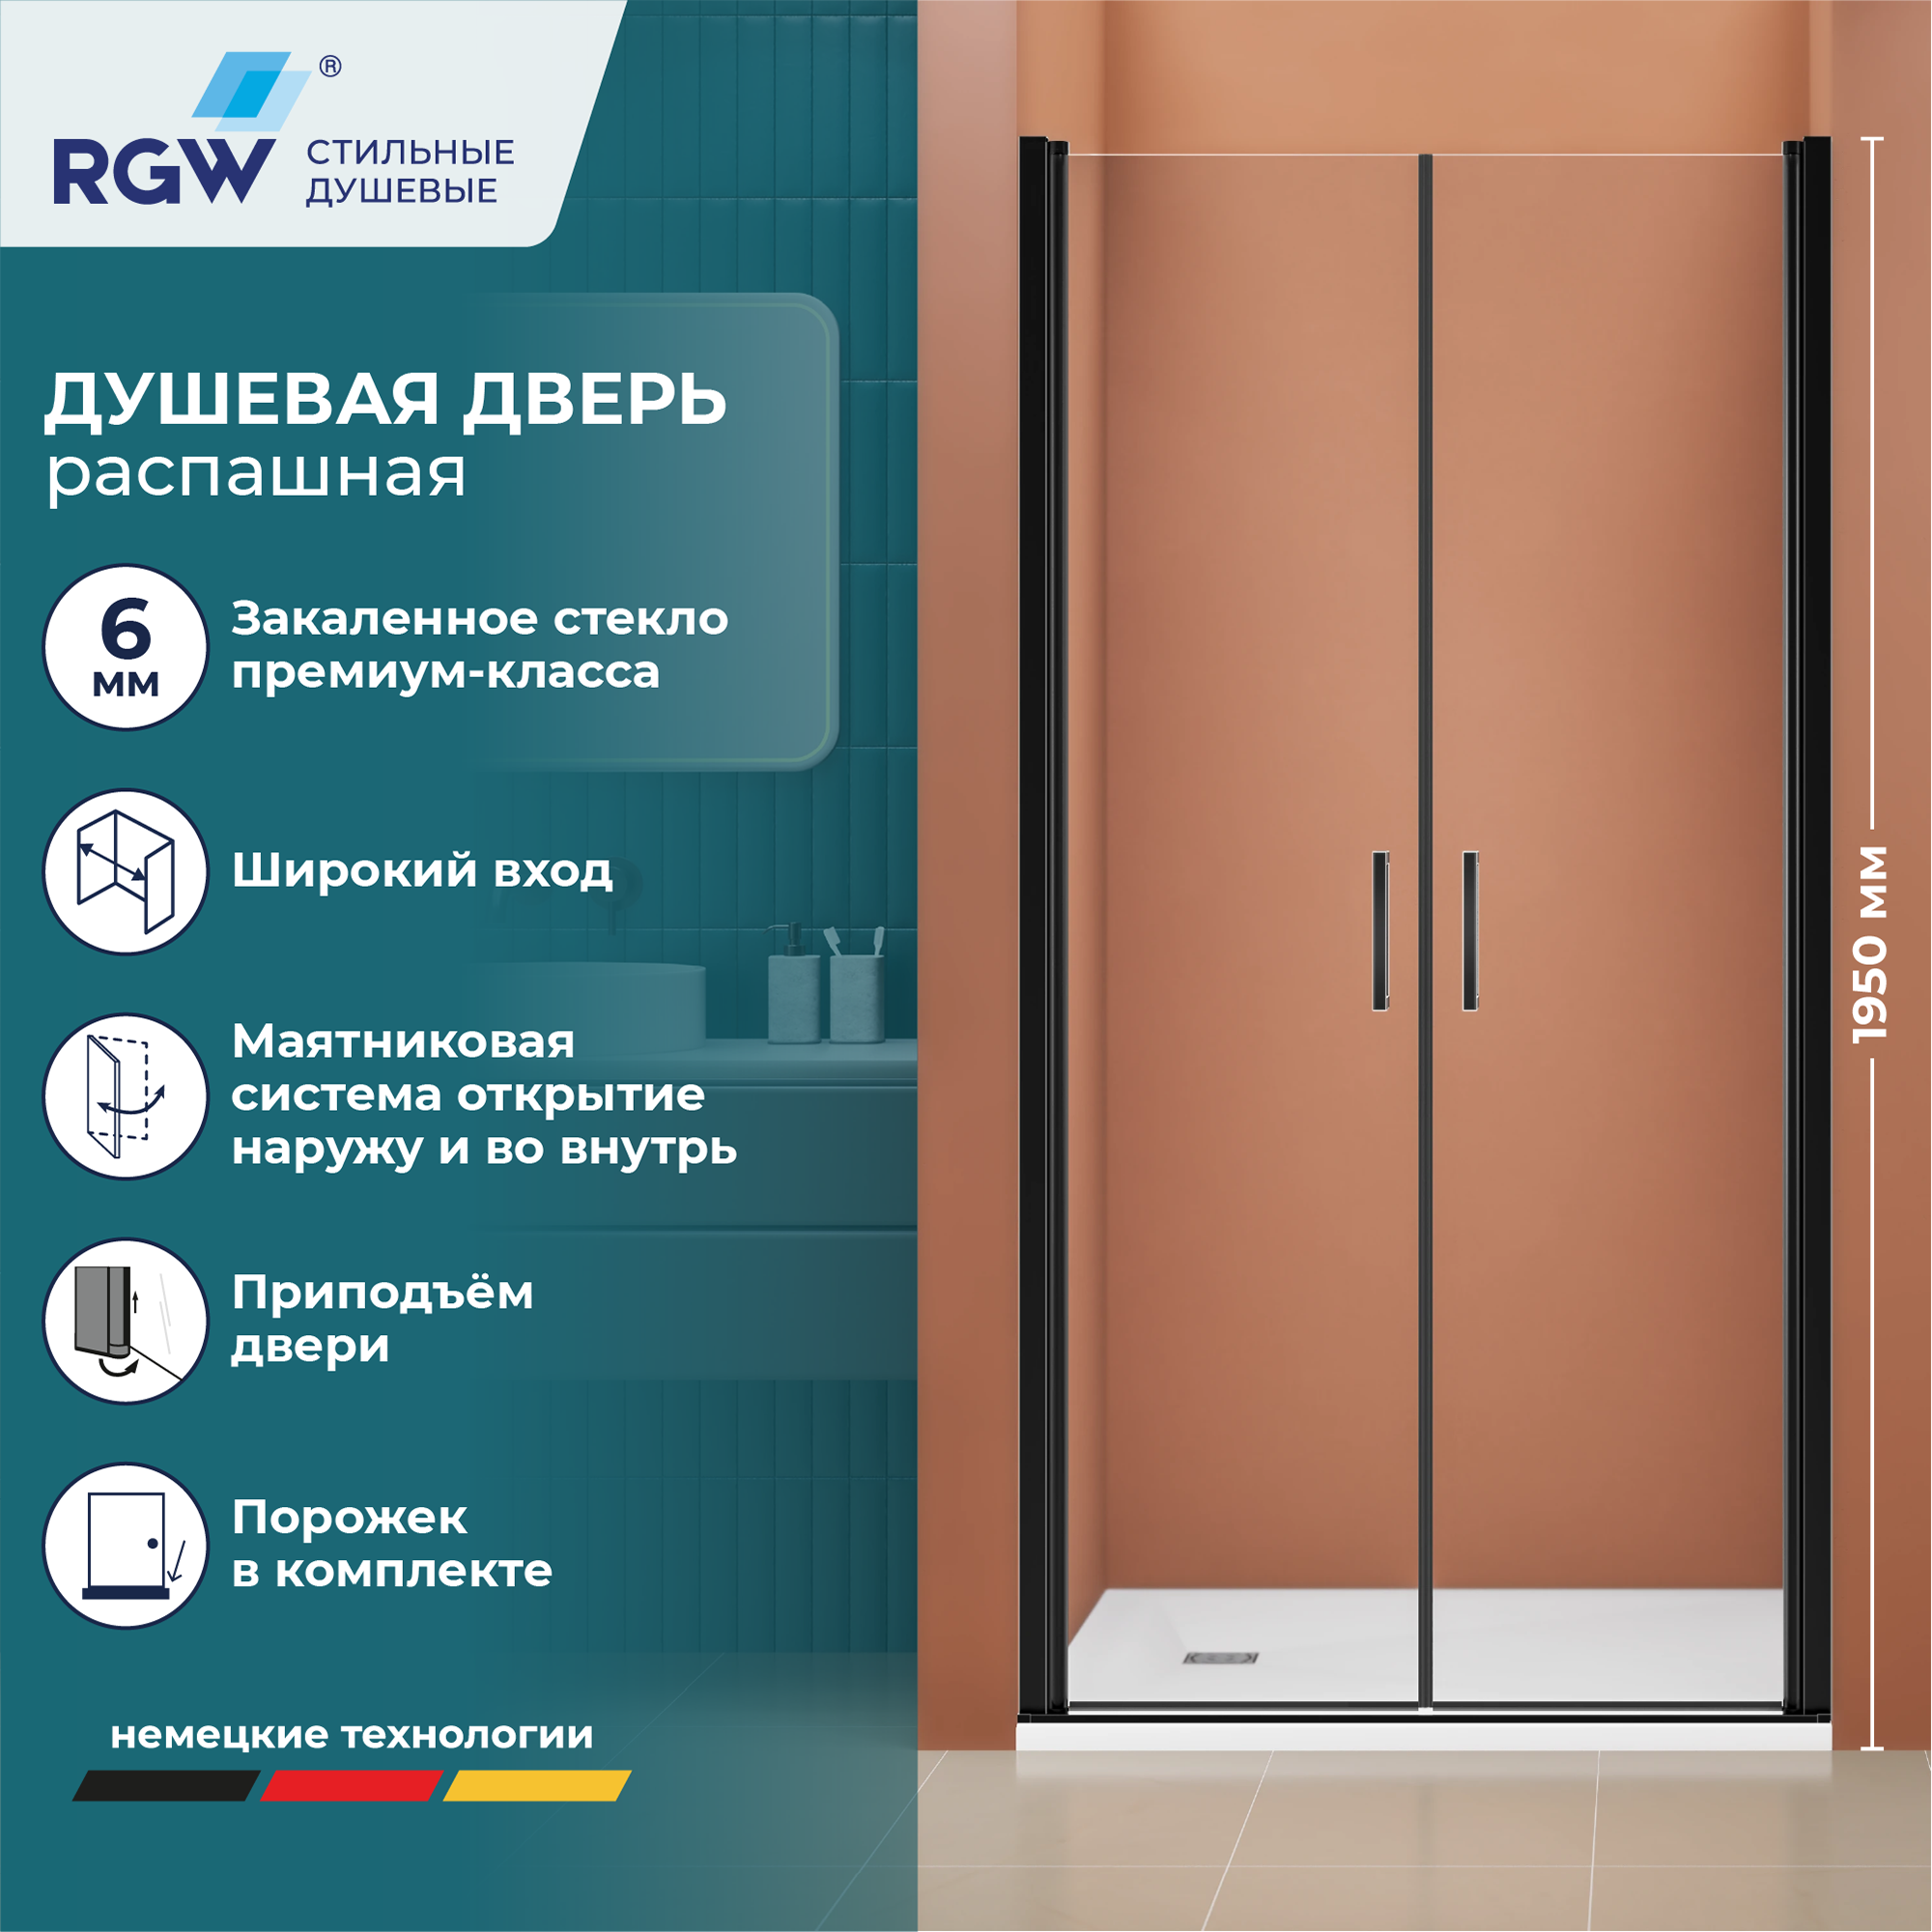 RGW ®
СТИЛЬНЫЕ
ДУШЕВЫЕ
ДУШЕВАЯ ДВЕРЬ
распашная
6
мм
Закаленное стекло
премиум-класса
Широкий вход
Маятниковая
система открытие
наружу и во внутрь
Приподъём
двери
Порожек
в комплекте
немецкие технологии
1950 мм